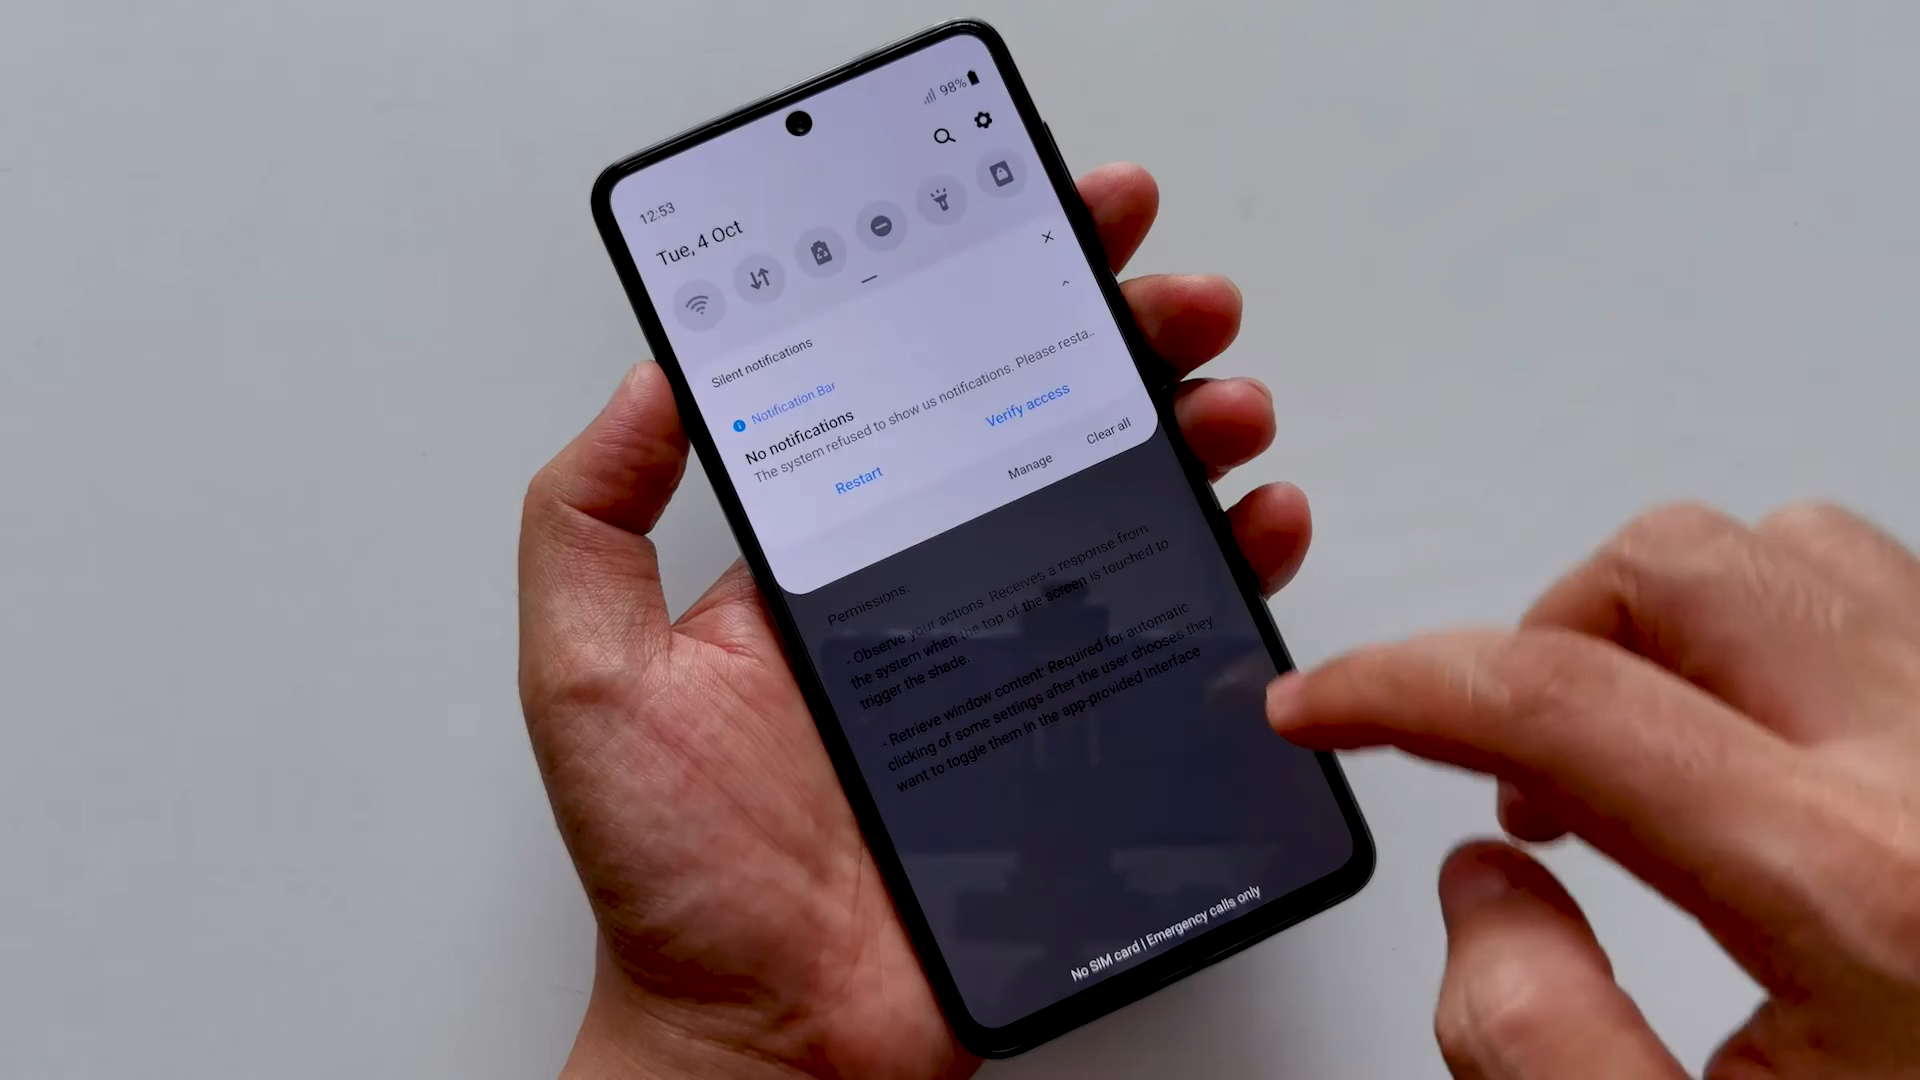 98%
12:53
Tue, 4 Oct
Silent notifications
Notification Bar
No notifications
The system refused to show us notifications. Please resta..
Restart
Verify access
Manage
Clear all
Permissions:
- Observe your actions: Receives a response from
the system when the top of the screen is touched to
trigger the shade.
- Retrieve window content: Required for automatic
clicking of some settings after the user chooses they
want to toggle them in the app-provided interface
No SIM card | Emergency calls only